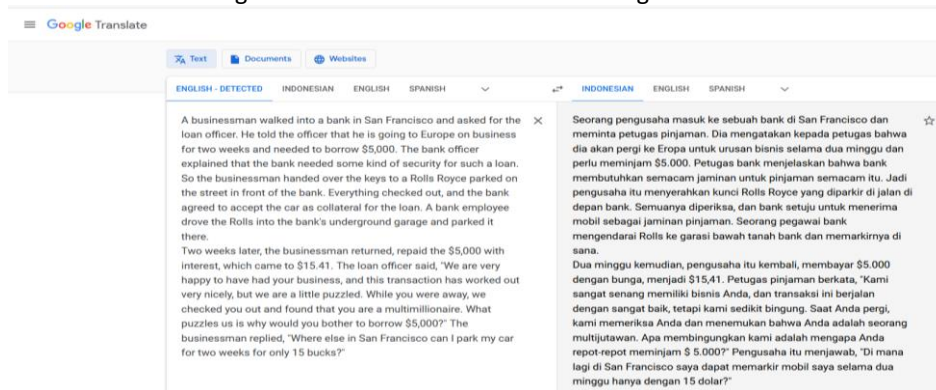 Google Translate
Text Documents Websites
ENGLISH - DETECTED INDONESIAN ENGLISH SPANISH
INDONESIAN ENGLISH SPANISH
A businessman walked into a bank in San Francisco and asked for the
loan officer. He told the officer that he is going to Europe on business
for two weeks and needed to borrow $5,000. The bank officer
explained that the bank needed some kind of security for such a loan.
So the businessman handed over the keys to a Rolls Royce parked on
the street in front of the bank. Everything checked out, and the bank
agreed to accept the car as collateral for the loan. A bank employee
drove the Rolls into the bank's underground garage and parked it
there.
Two weeks later, the businessman returned, repaid the $5,000 with
interest, which came to $15.41. The loan officer said, "We are very
happy to have had your business, and this transaction has worked out
very nicely, but we are a little puzzled. While you were away, we
checked you out and found that you are a multimillionaire. What
puzzles us is why would you bother to borrow $5,000?" The
businessman replied, "Where else in San Francisco can I park my car
for two weeks for only 15 bucks?"
Seorang pengusaha masuk ke sebuah bank di San Francisco dan
meminta petugas pinjaman. Dia mengatakan kepada petugas bahwa
dia akan pergi ke Eropa untuk urusan bisnis selama dua minggu dan
perlu meminjam $5.000. Petugas bank menjelaskan bahwa bank
membutuhkan semacam jaminan untuk pinjaman semacam itu. Jadi
pengusaha itu menyerahkan kunci Rolls Royce yang diparkir di jalan di
depan bank. Semuanya diperiksa, dan bank setuju untuk menerima
mobil sebagai jaminan pinjaman. Seorang pegawai bank
mengendarai Rolls ke garasi bawah tanah bank dan memarkirnya di
sana.
Dua minggu kemudian, pengusaha itu kembali, membayar $5.000
dengan bunga, menjadi $15,41. Petugas pinjaman berkata, "Kami
sangat senang memiliki bisnis Anda, dan transaksi ini berjalan
dengan sangat baik, tetapi kami sedikit bingung. Saat Anda pergi,
kami memeriksa Anda dan menemukan bahwa Anda adalah seorang
multijutawan. Apa membingungkan kami adalah mengapa Anda
repot-repot meminjam $ 5.000?" Pengusaha itu menjawab, "Di mana
lagi di San Francisco saya dapat memarkir mobil saya selama dua
minggu hanya dengan 15 dolar?"